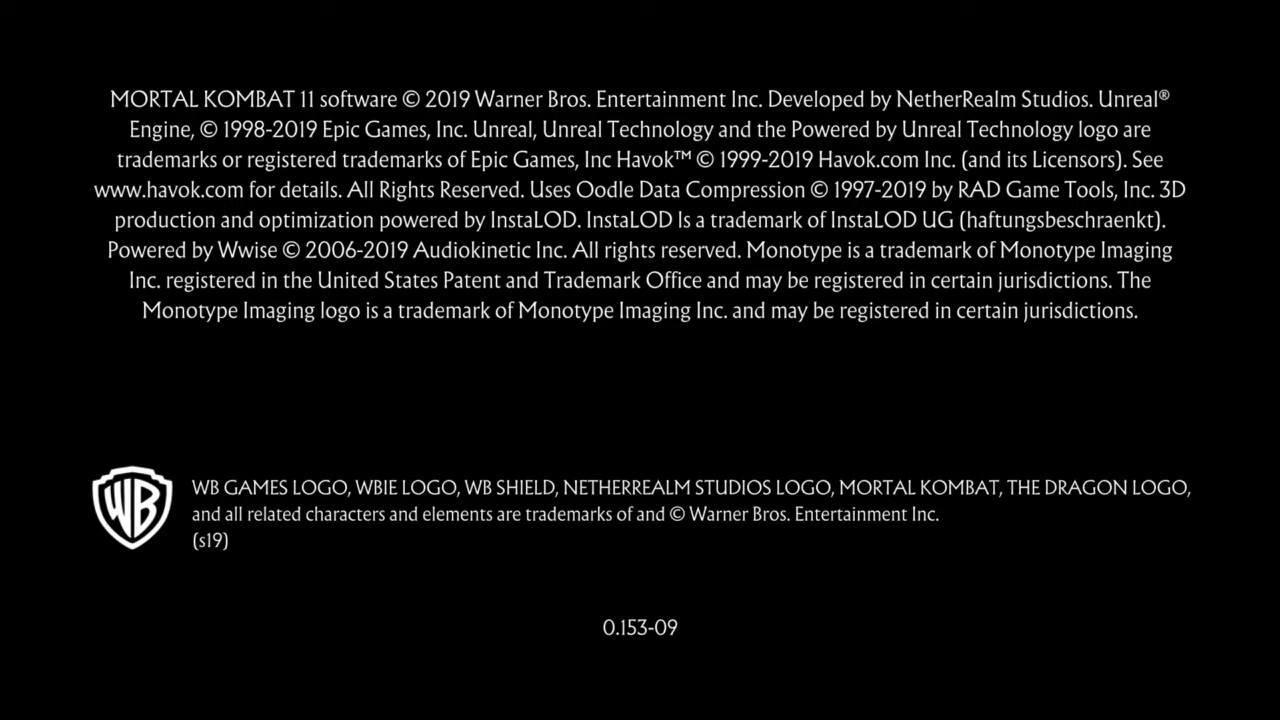 MORTAL KOMBAT 11 software © 2019 Warner Bros. Entertainment Inc. Developed by NetherRealm Studios. Unreal®
Engine, © 1998-2019 Epic Games, Inc. Unreal, Unreal Technology and the Powered by Unreal Technology logo are
trademarks or registered trademarks of Epic Games, Inc Havok™ © 1999-2019 Havok.com Inc. (and its Licensors). See
www.havok.com for details. All Rights Reserved. Uses Oodle Data Compression © 1997-2019 by RAD Game Tools, Inc. 3D
production and optimization powered by InstaLOD. InstaLOD Is a trademark of InstaLOD UG (haftungsbeschraenkt).
Powered by Wwise © 2006-2019 Audiokinetic Inc. All rights reserved. Monotype is a trademark of Monotype Imaging
Inc. registered in the United States Patent and Trademark Office and may be registered in certain jurisdictions. The
Monotype Imaging logo is a trademark of Monotype Imaging Inc. and may be registered in certain jurisdictions.
WB
WB GAMES LOGO, WBIE LOGO, WB SHIELD, NETHERREALM STUDIOS LOGO, MORTAL KOMBAT, THE DRAGON LOGO,
and all related characters and elements are trademarks of and © Warner Bros. Entertainment Inc.
(s19)
0.153-09